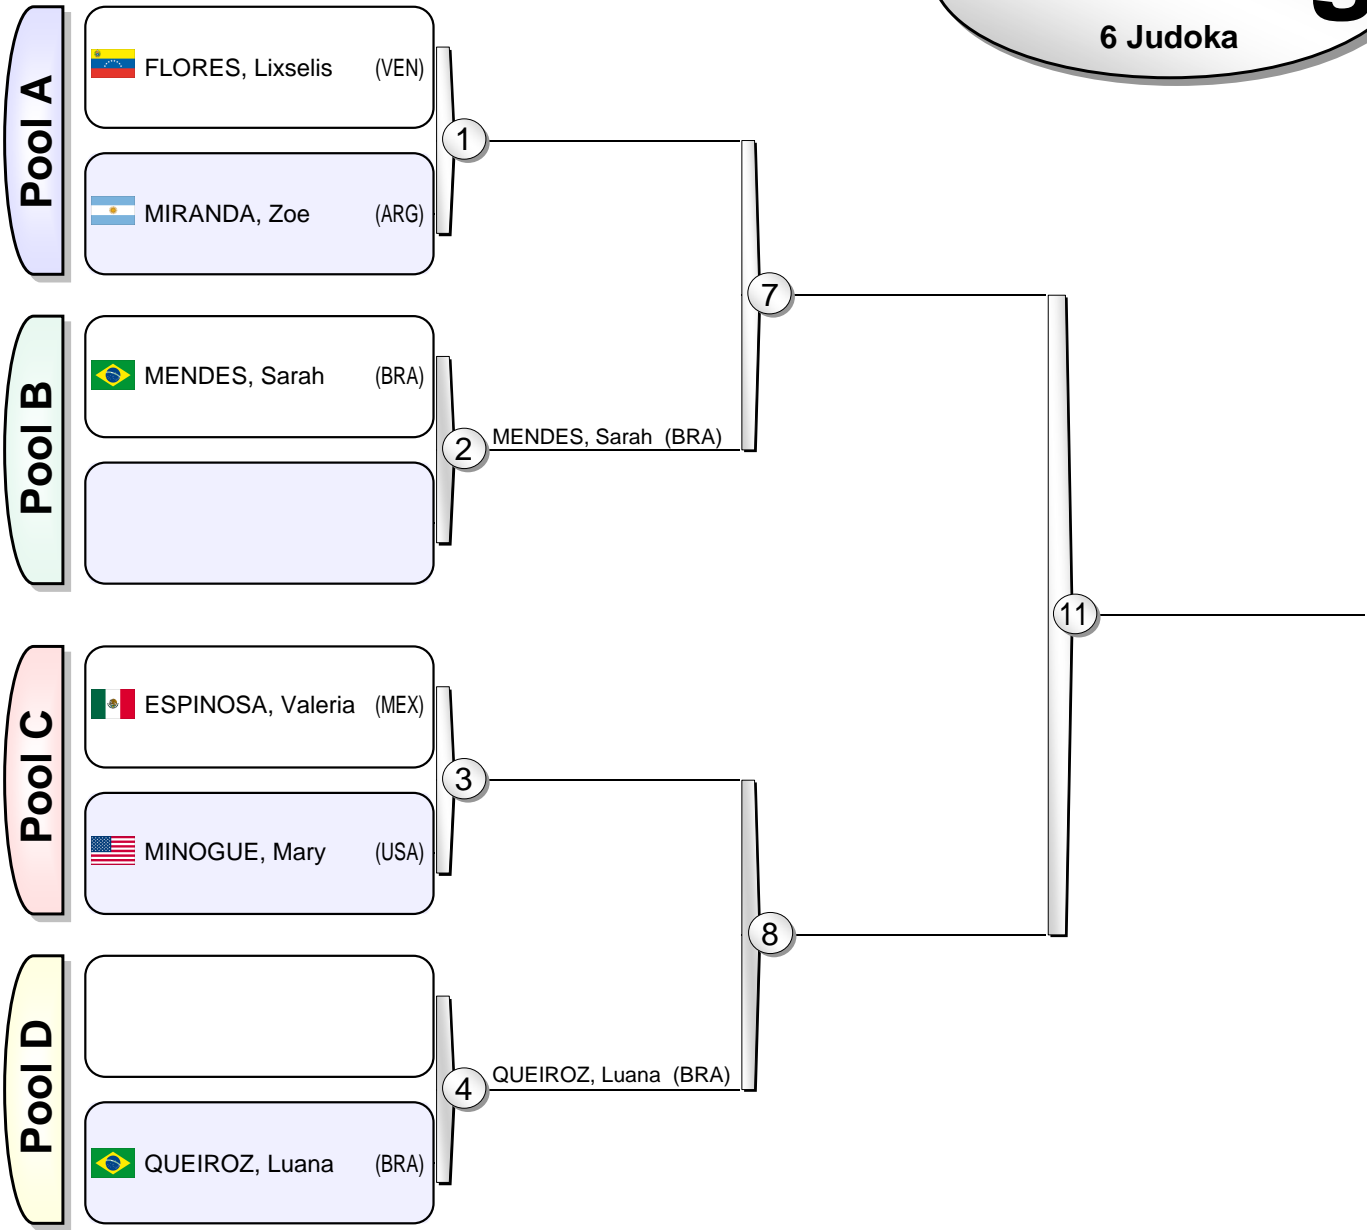 6 Judoka
Pool A
FLORES, Lixselis (VEN)
MIRANDA, Zoe (ARG)
1
7
Pool B
MENDES, Sarah (BRA)
2
MENDES, Sarah (BRA)
11
Pool C
ESPINOSA, Valeria (MEX)
MINOGUE, Mary (USA)
3
8
Pool D
QUEIROZ, Luana (BRA)
4
QUEIROZ, Luana (BRA)